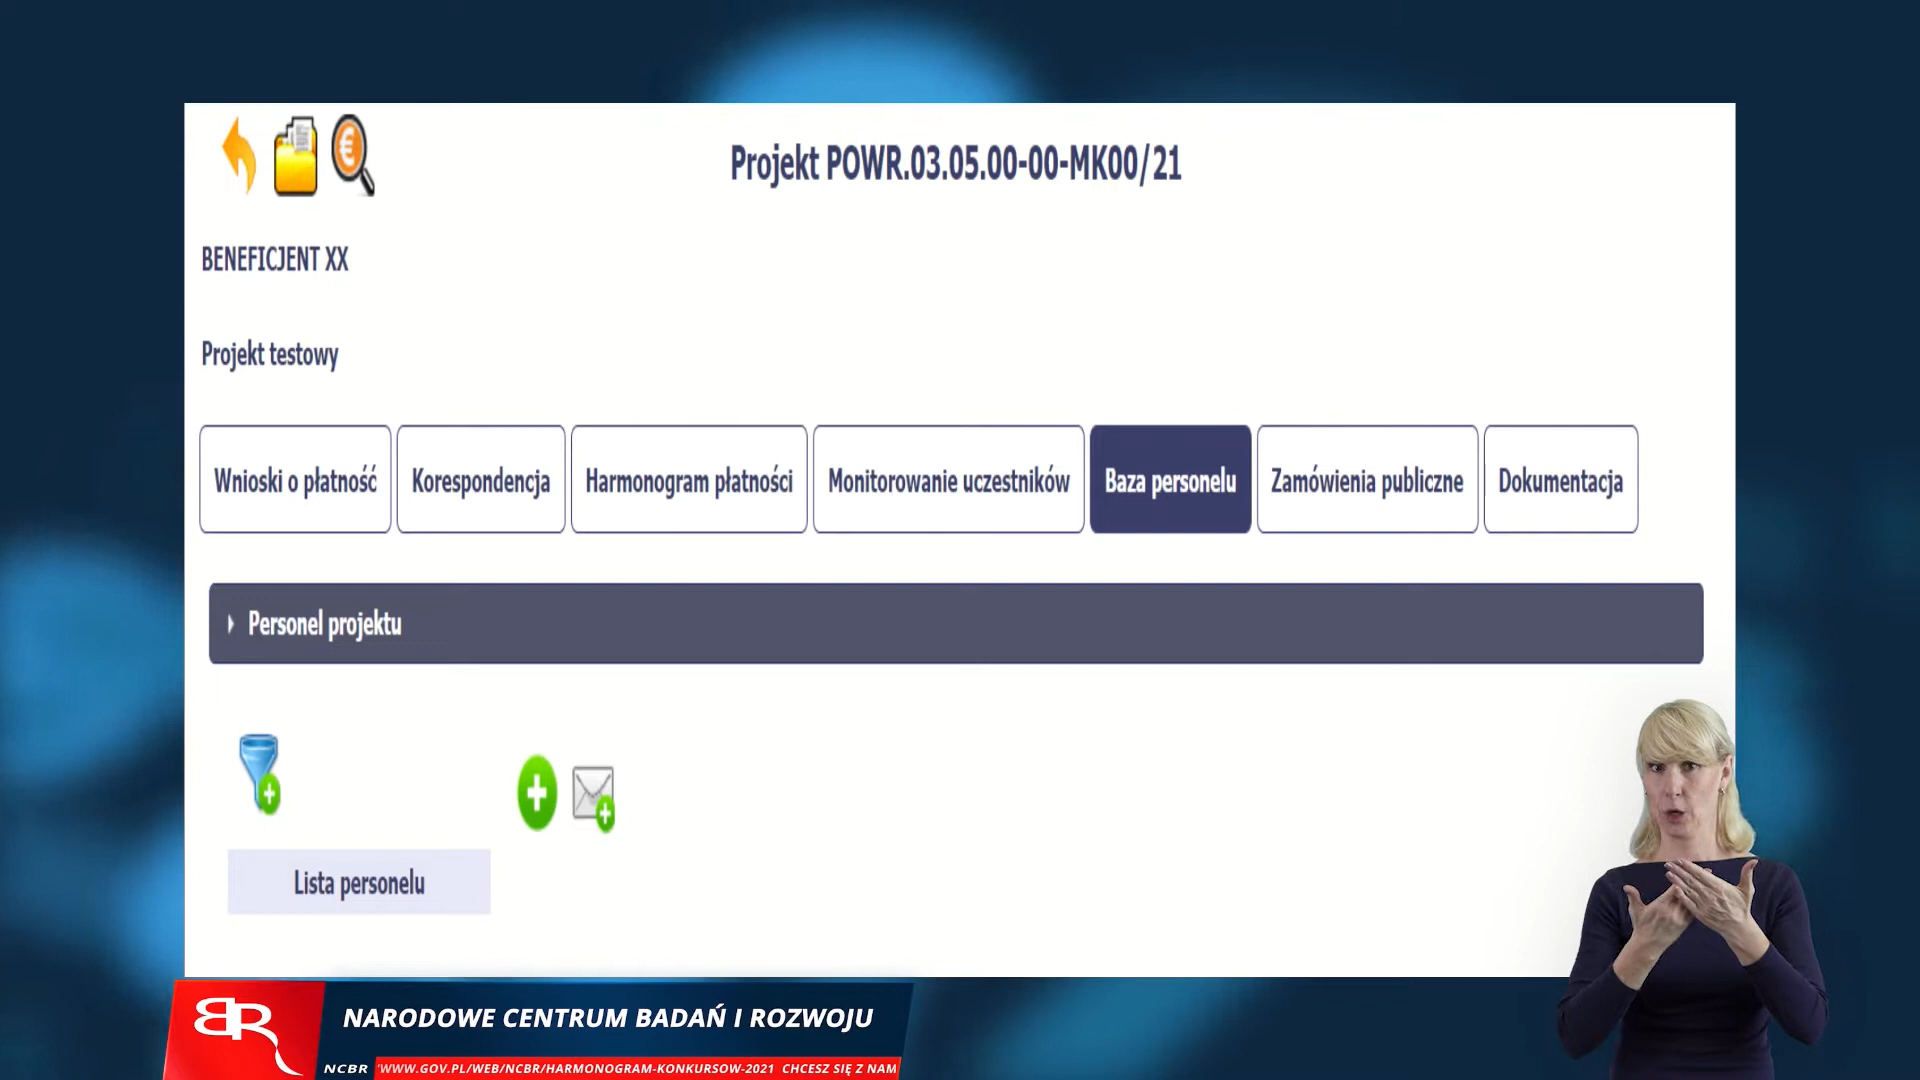 Projekt POWR.03.05.00-00-MK00/21
BENEFICJENT XX
Projekt testowy
Wnioski o płatność
Korespondencja
Harmonogram płatności
Monitorowanie uczestników
Baza personelu
Zamówienia publiczne
Dokumentacja
Personel projektu
Lista personelu
NARODOWE CENTRUM BADAŃ I ROZWOJU
NCBR
WWW.GOV.PL/WEB/NCBR/HARMONOGRAM-KONKURSOW-2021 CHCESZ SIĘ Z NAM